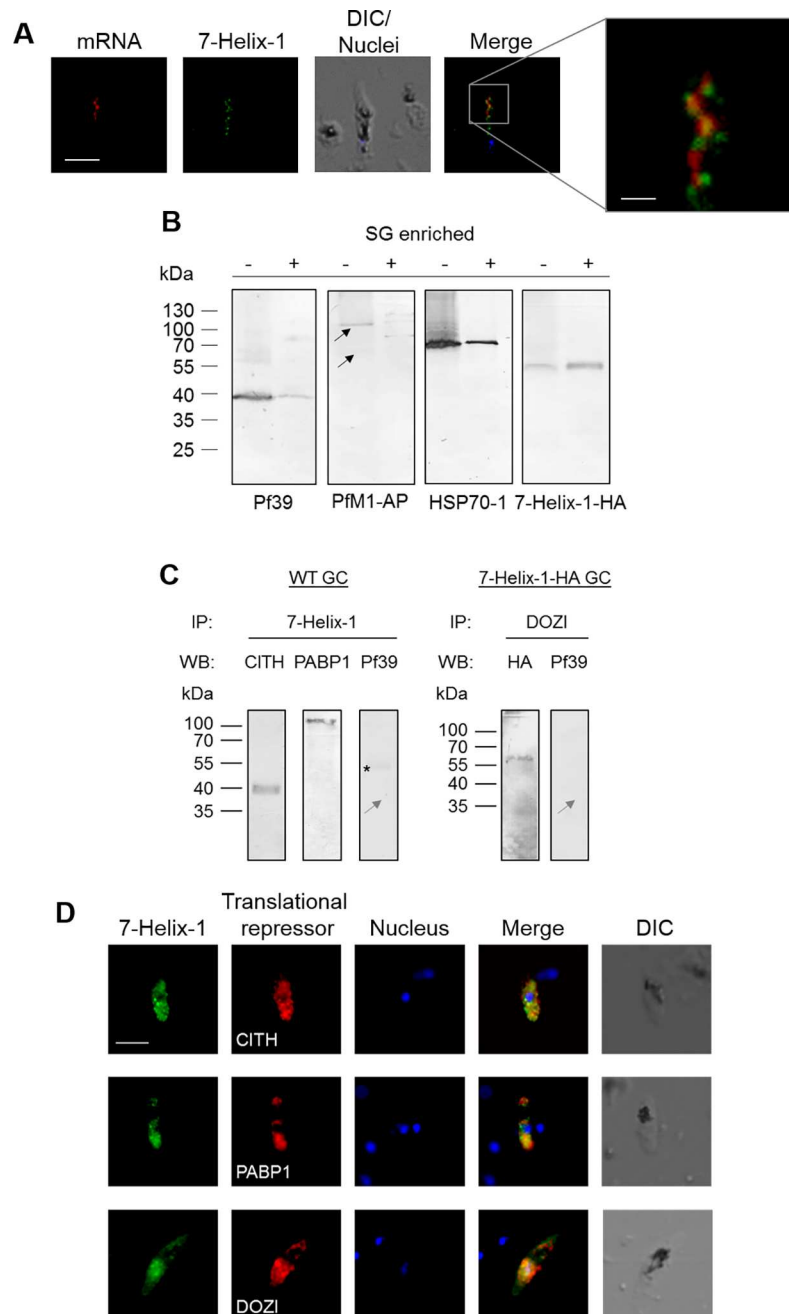 A
mRNA
7-Helix-1
DIC/
Nuclei
Merge
B
SG enriched
- + - + - + - +
kDa
130
100
70
55
40
35
25
Pf39 PfM1-AP HSP70-1 7-Helix-1-HA
C
WT GC
IP: 7-Helix-1
WB: CITH PABP1 Pf39
kDa
100
70
55
40
35
*
7-Helix-1-HA GC
IP: DOZI
WB: HA Pf39
kDa
100
70
55
40
35
D
7-Helix-1
Translational
repressor
Nucleus
Merge
DIC
CITH
PABP1
DOZI